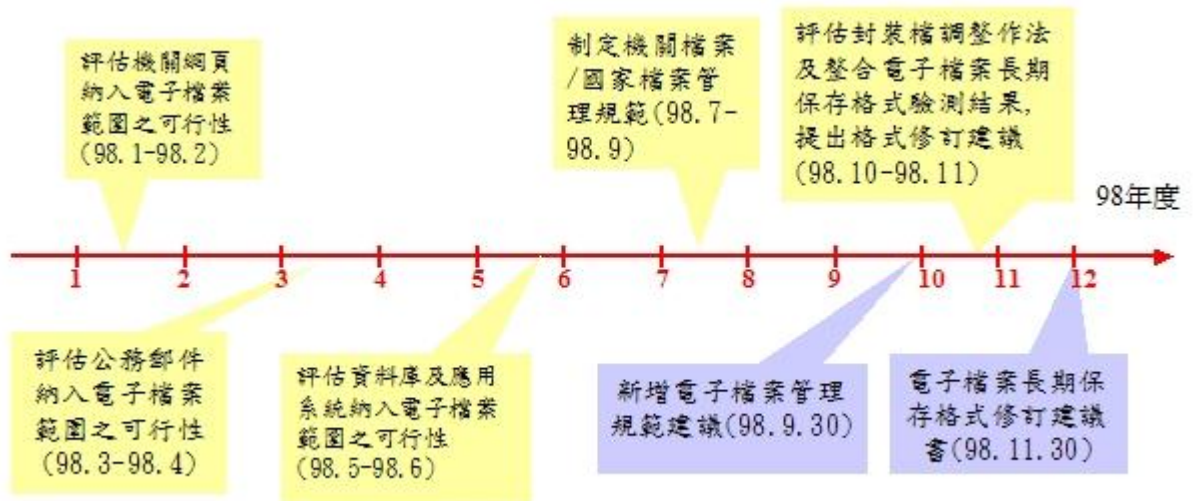 評估機關網頁
納入電子檔案
範圍之可行性
(98.1-98.2)
制定機關檔案
/國家檔案管
理規範(98.7-
98.9)
評估封裝檔調整作法
及整合電子檔案長期
保存格式驗測結果,
提出格式修訂建議
(98.10-98.11)
98年度
1 2 3 4 5 6 7 8 9 10 11 12
評估公務郵件
納入電子檔案
範圍之可行性
(98.3-98.4)
評估資料庫及應用
系統納入電子檔案
範圍之可行性
(98.5-98.6)
新增電子檔案管理
規範建議(98.9.30)
電子檔案長期保
存格式修訂建議
書(98.11.30)